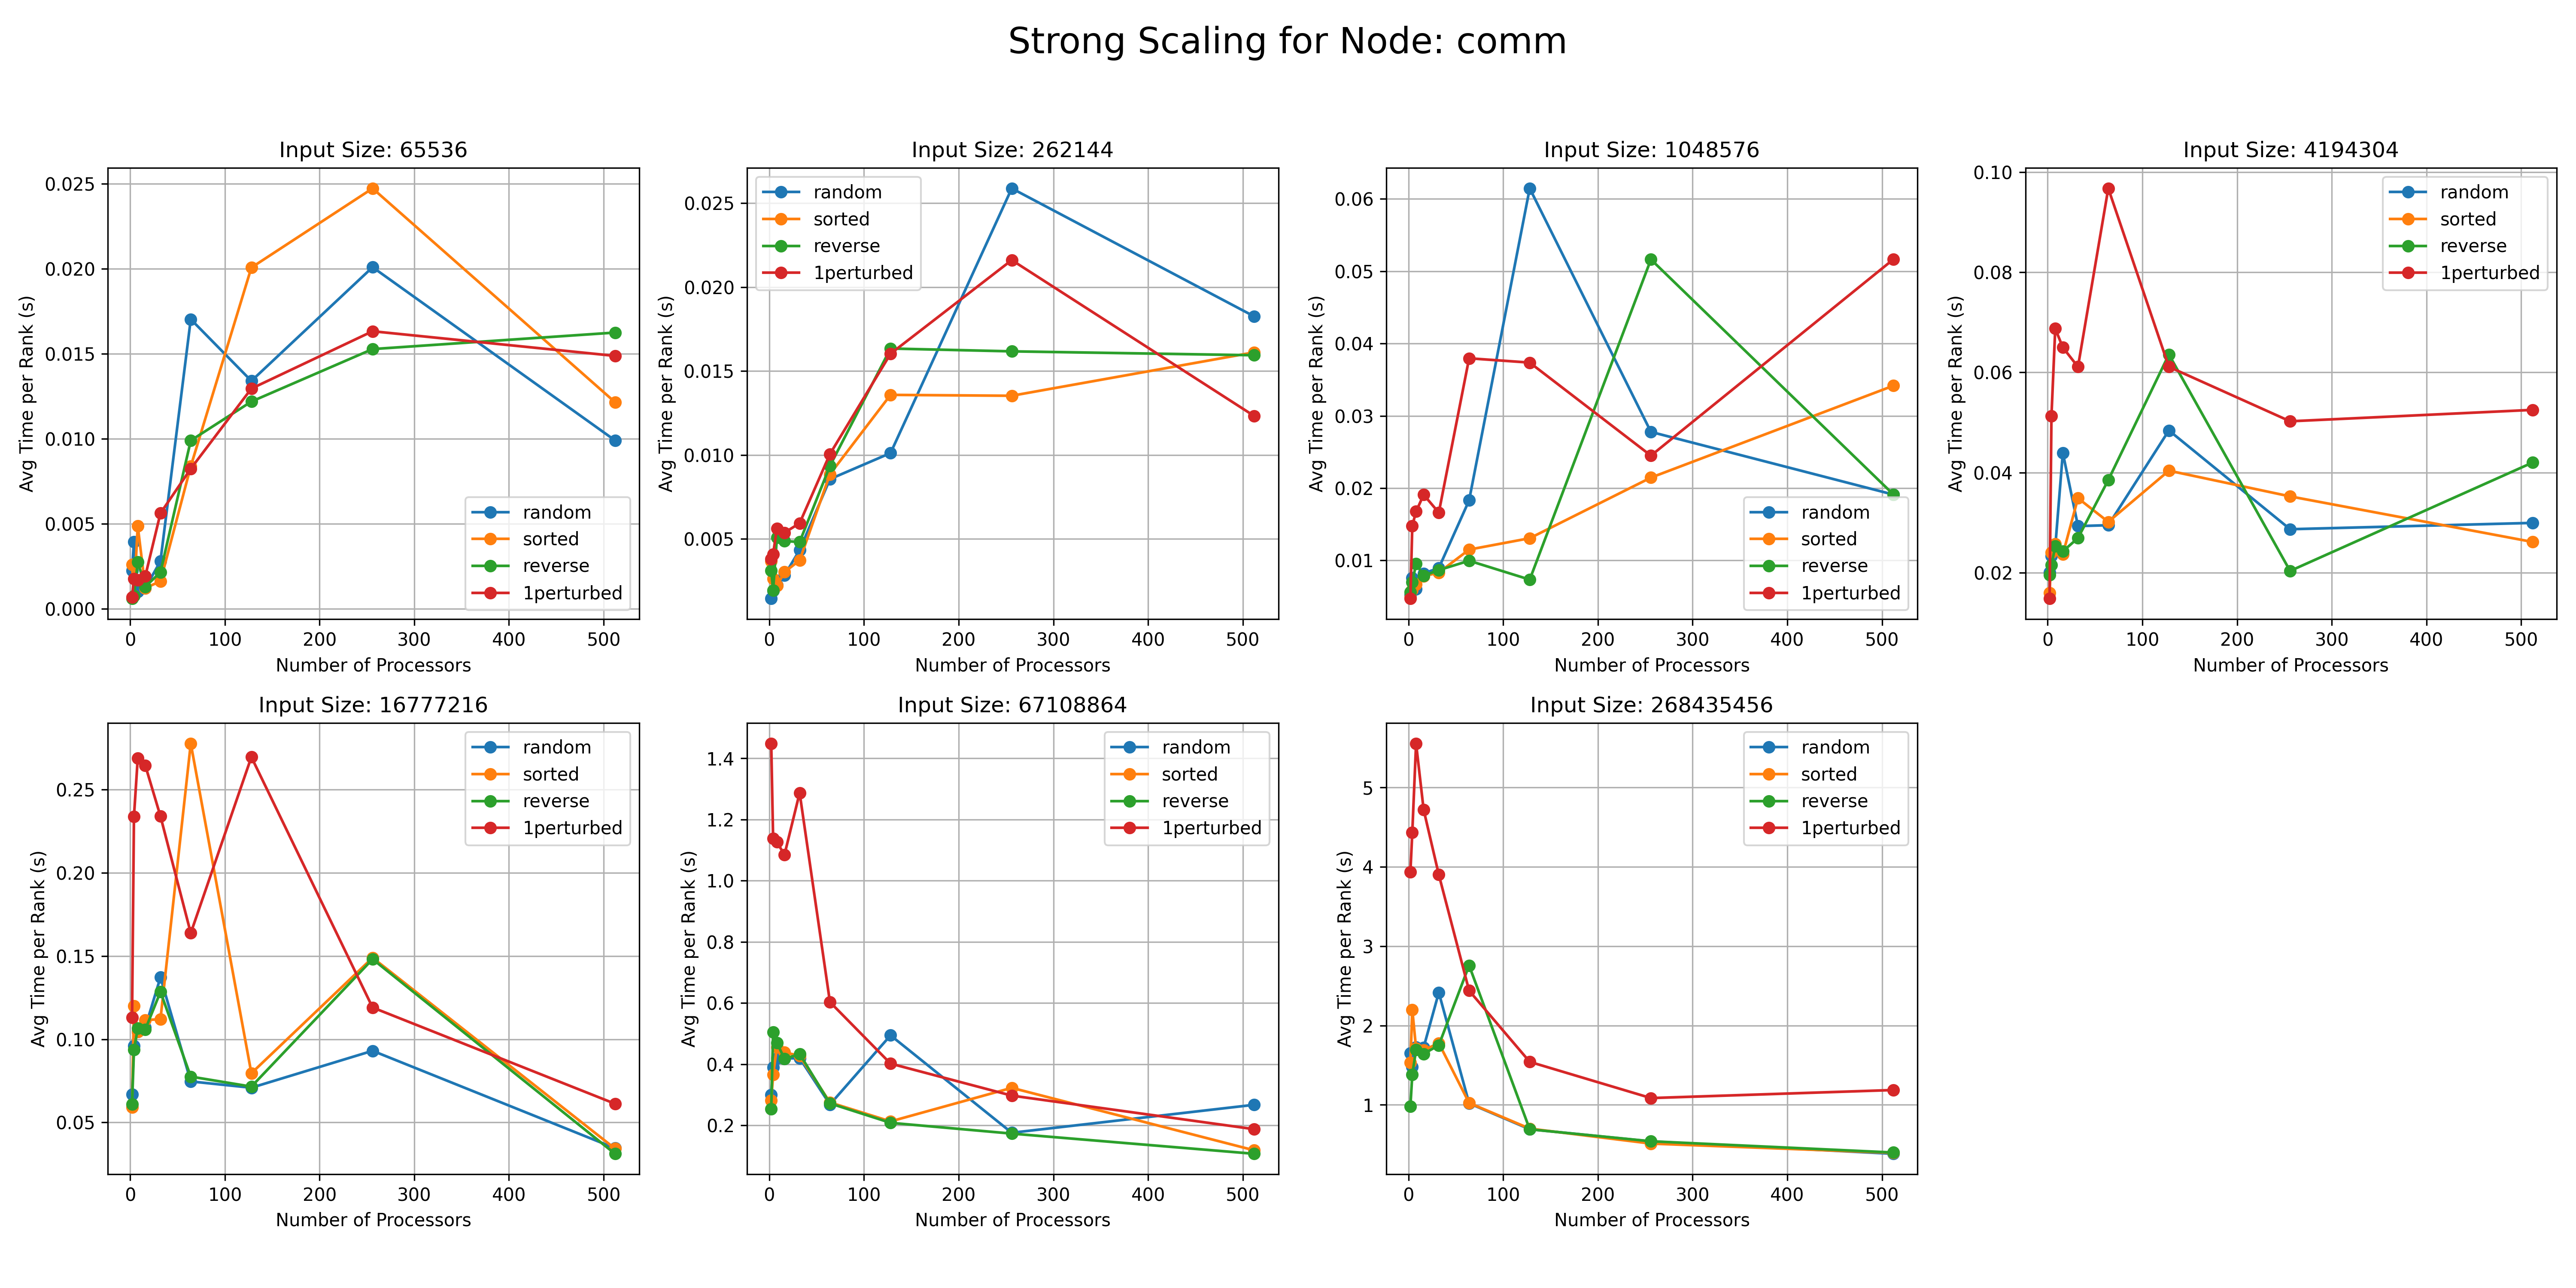 Strong Scaling for Node: comm
Input Size: 65536
Avg Time per Rank (s)
0.025
0.020
0.015
0.010
0.005
0.000
random
sorted
reverse
1perturbed
0 100 200 300 400 500
Number of Processors
Input Size: 262144
Avg Time per Rank (s)
0.025
0.020
0.015
0.010
0.005
random
sorted
reverse
1perturbed
0 100 200 300 400 500
Number of Processors
Input Size: 1048576
Avg Time per Rank (s)
0.06
0.05
0.04
0.03
0.02
0.01
random
sorted
reverse
1perturbed
0 100 200 300 400 500
Number of Processors
Input Size: 4194304
Avg Time per Rank (s)
0.10
0.08
0.06
0.04
0.02
random
sorted
reverse
1perturbed
0 100 200 300 400 500
Number of Processors
Input Size: 16777216
Avg Time per Rank (s)
0.25
0.20
0.15
0.10
0.05
random
sorted
reverse
1perturbed
0 100 200 300 400 500
Number of Processors
Input Size: 67108864
Avg Time per Rank (s)
1.4
1.2
1.0
0.8
0.6
0.4
0.2
random
sorted
reverse
1perturbed
0 100 200 300 400 500
Number of Processors
Input Size: 268435456
Avg Time per Rank (s)
5
4
3
2
1
random
sorted
reverse
1perturbed
0 100 200 300 400 500
Number of Processors